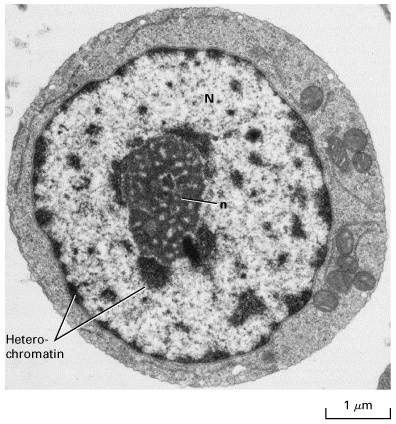 N
n
Hetero-
chromatin
1 μm